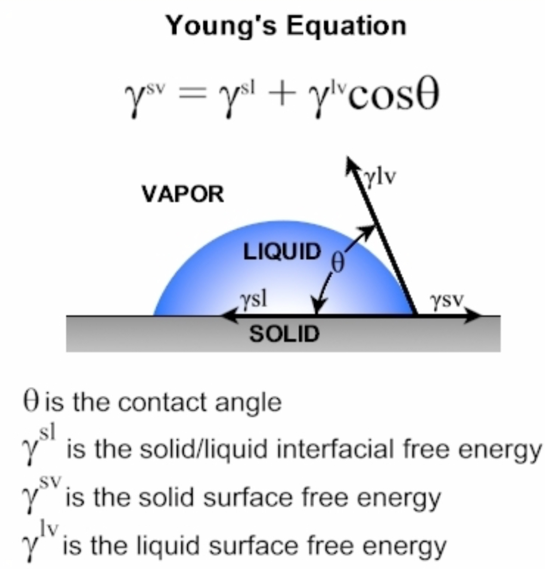 Young's Equation
γˢᵛ = γˢˡ + γˡᵛcosθ
γlv
VAPOR
LIQUID
θ
γsl
γsv
SOLID
θ is the contact angle
γˢˡ is the solid/liquid interfacial free energy
γˢᵛ is the solid surface free energy
γˡᵛ is the liquid surface free energy